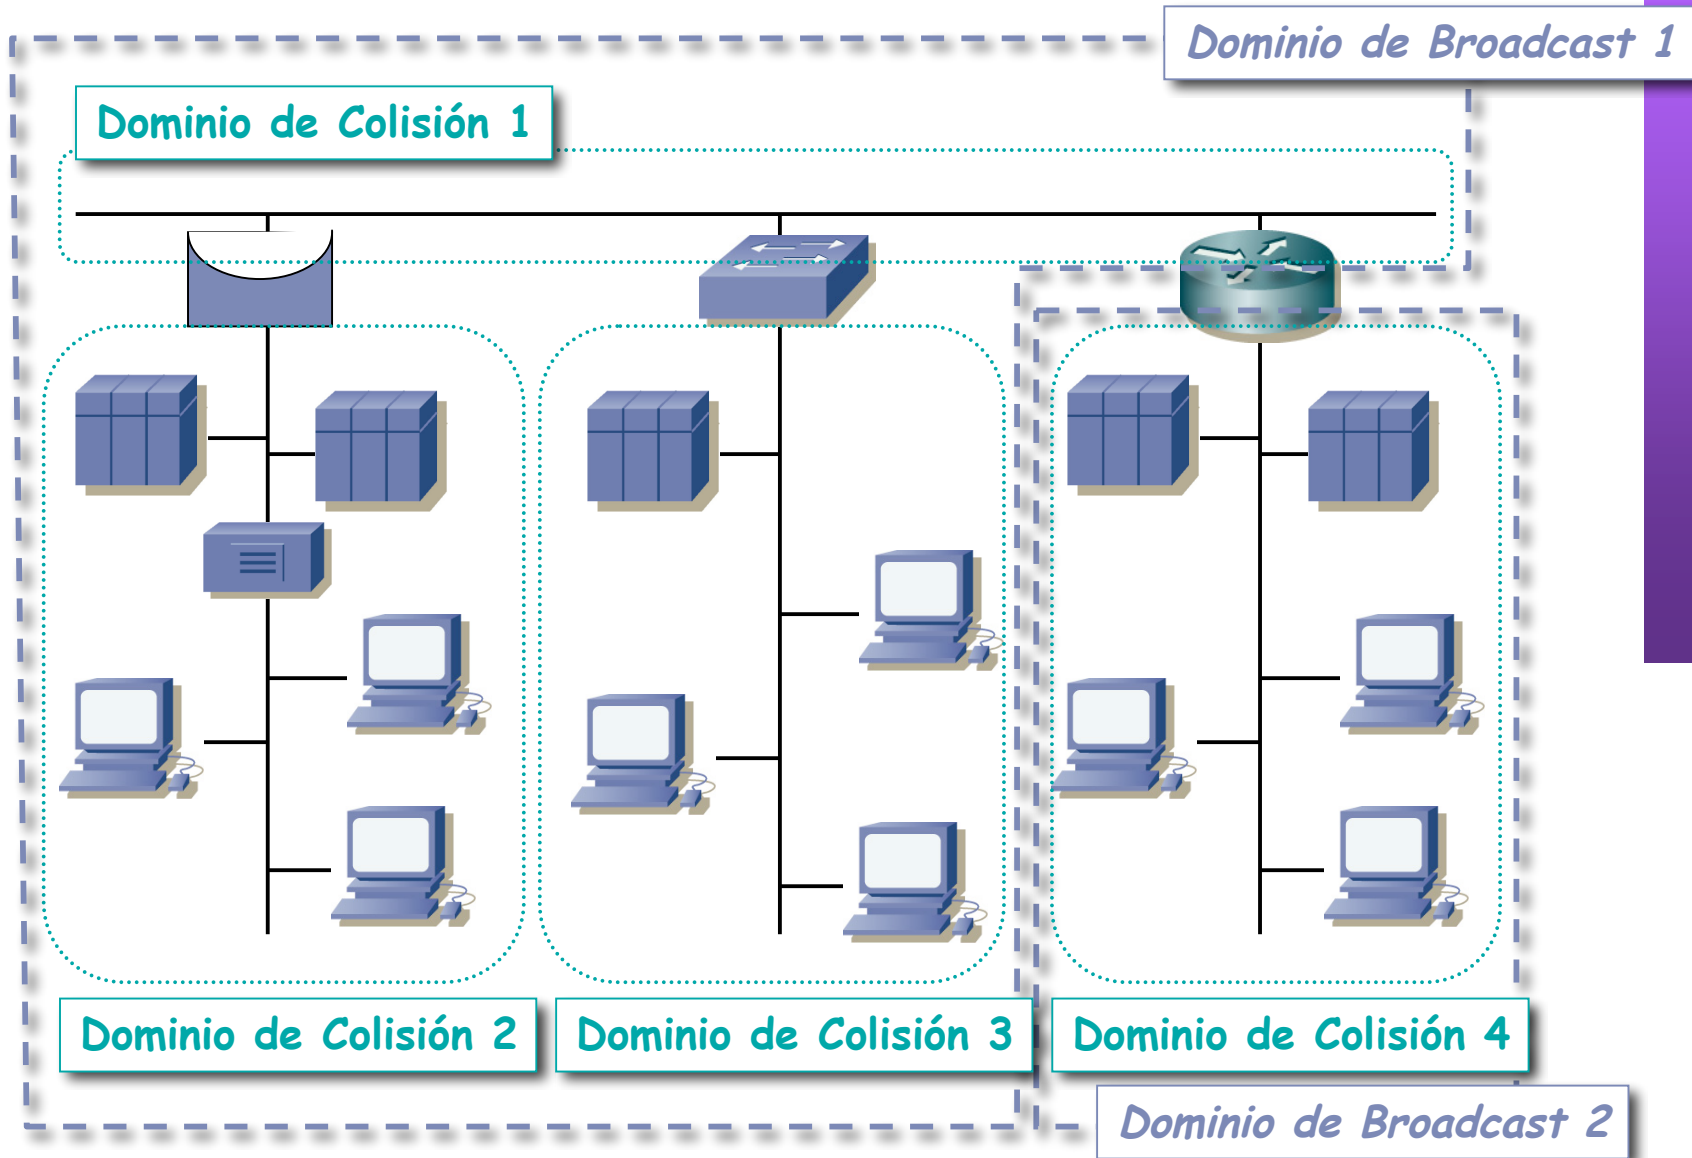 Dominio de Broadcast 1
Dominio de Colisión 1
Dominio de Colisión 2
Dominio de Colisión 3
Dominio de Colisión 4
Dominio de Broadcast 2